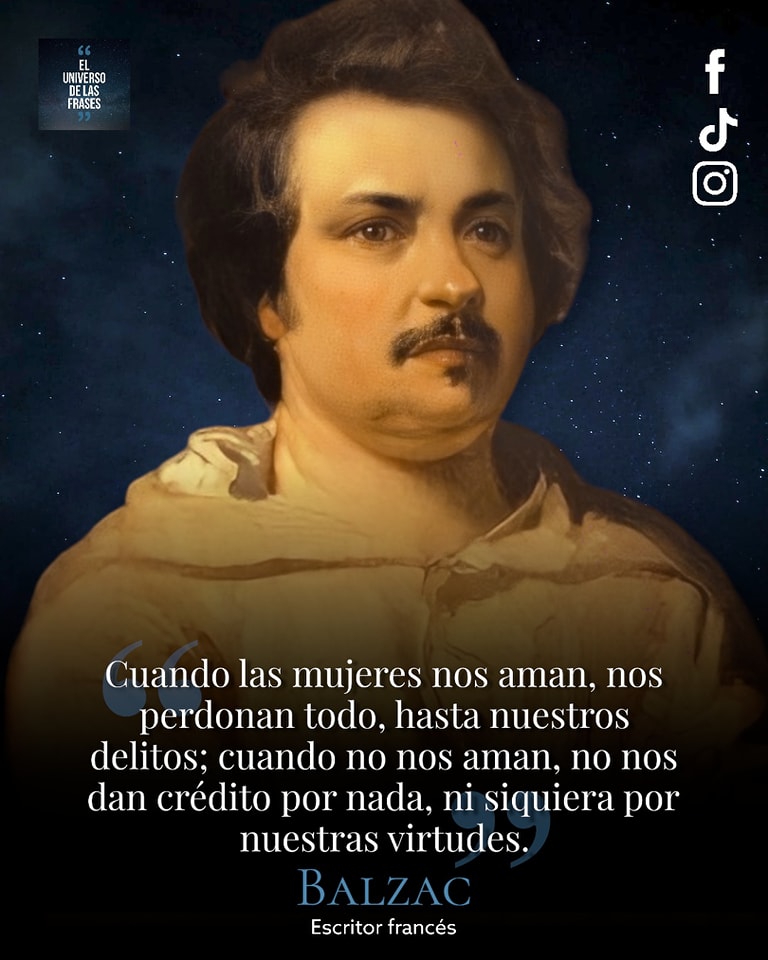 “
EL
UNIVERSO
DE LAS
FRASES
”
“Cuando las mujeres nos aman, nos
perdonan todo, hasta nuestros
delitos; cuando no nos aman, no nos
dan crédito por nada, ni siquiera por
nuestras virtudes.”
BALZAC
Escritor francés